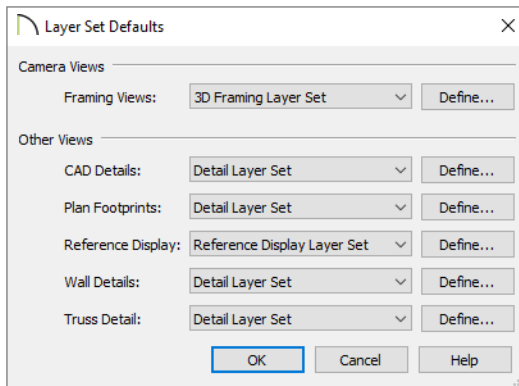 Layer Set Defaults
Camera Views
Framing Views: 3D Framing Layer Set Define...
Other Views
CAD Details: Detail Layer Set Define...
Plan Footprints: Detail Layer Set Define...
Reference Display: Reference Display Layer Set Define...
Wall Details: Detail Layer Set Define...
Truss Detail: Detail Layer Set Define...
OK Cancel Help